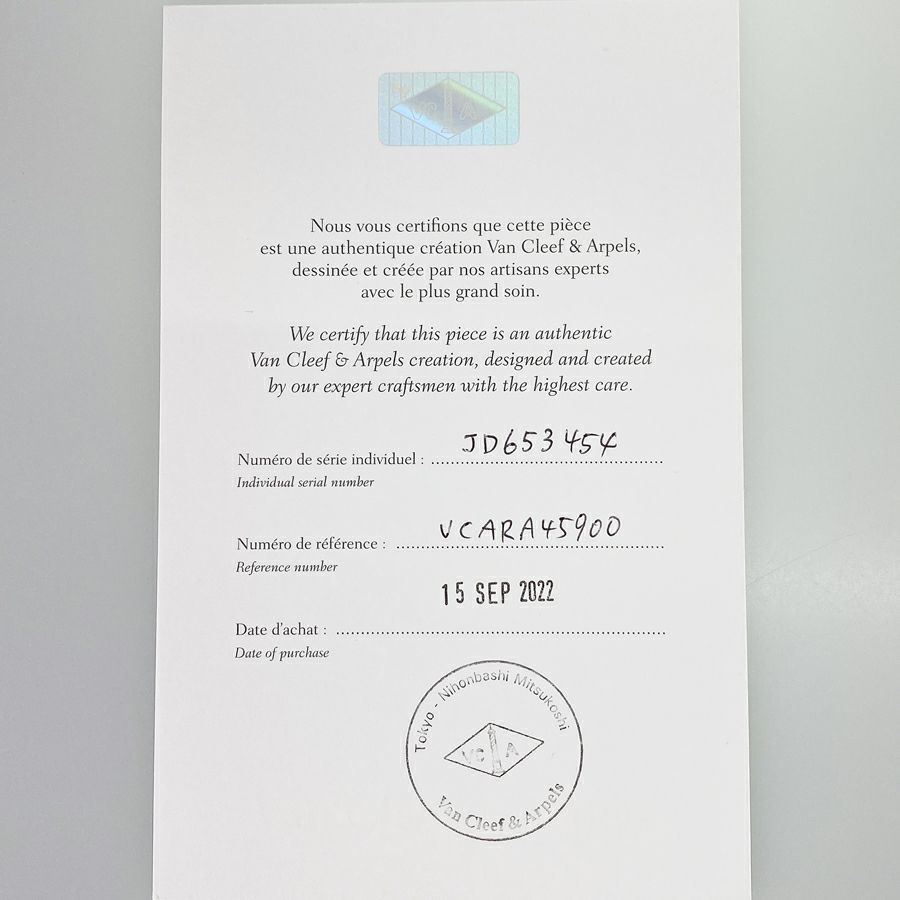 VC A
Nous vous certifions que cette pièce
est une authentique création Van Cleef & Arpels,
dessinée et créée par nos artisans experts
avec le plus grand soin.
We certify that this piece is an authentic
Van Cleef & Arpels creation, designed and created
by our expert craftsmen with the highest care.
Numéro de série individuel : JD653454
Individual serial number
Numéro de référence : VCARA45900
Reference number
15 SEP 2022
Date d'achat :
Date of purchase
Tokyo - Nihonbashi Mitsukoshi
VC A
Van Cleef & Arpels